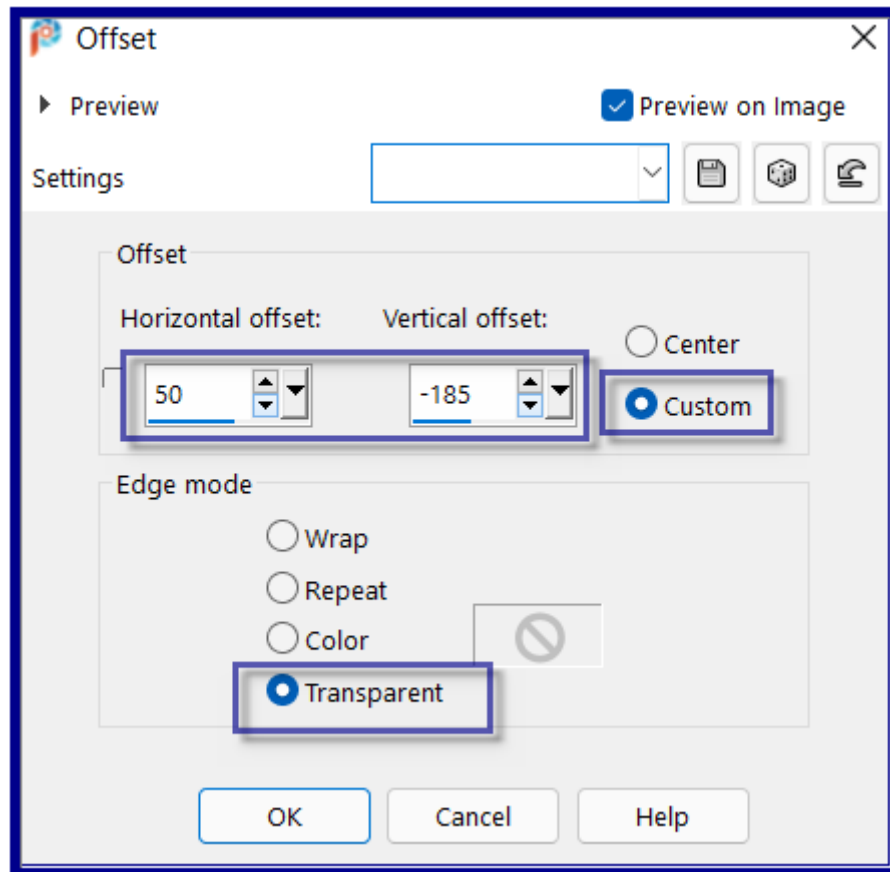 Offset
Preview Preview on Image
Settings
Offset
Horizontal offset: Vertical offset:
Center
50 -185
Custom
Edge mode
Wrap
Repeat
Color
Transparent
OK Cancel Help